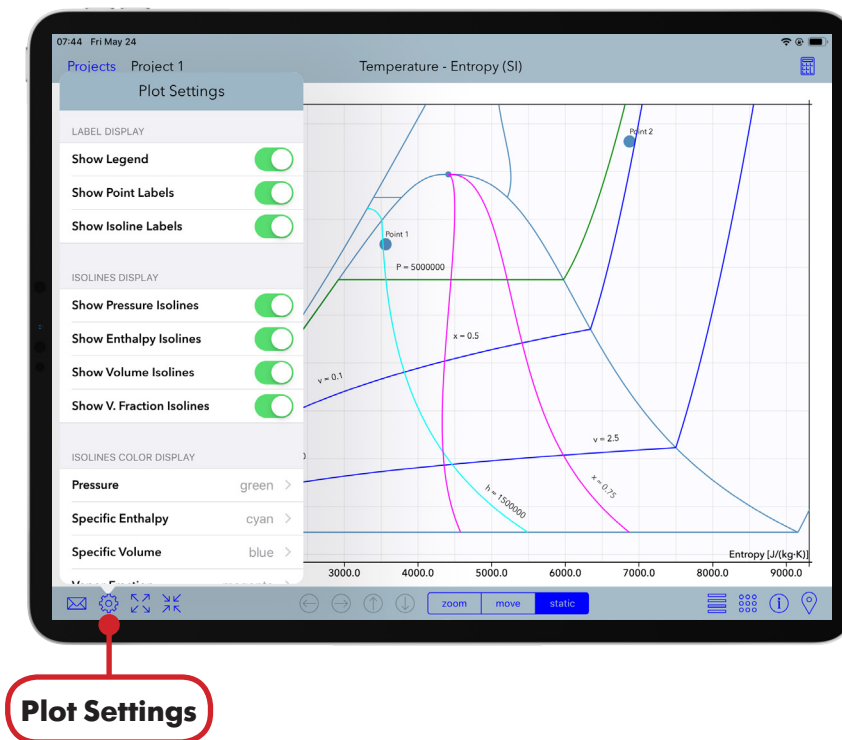 07:44 Fri May 24
Projects Project 1 Temperature - Entropy (SI)
Plot Settings
LABEL DISPLAY
Show Legend
Show Point Labels
Show Isoline Labels
ISOLINES DISPLAY
Show Pressure Isolines
Show Enthalpy Isolines
Show Volume Isolines
Show V. Fraction Isolines
ISOLINES COLOR DISPLAY
Pressure green
Specific Enthalpy cyan
Specific Volume blue
Point 2
Point 1
P = 5000000
x = 0.5
v = 0.1
v = 2.5
x = 0.75
h = 1500000
Entropy [J/(kg·K)]
3000.0 4000.0 5000.0 6000.0 7000.0 8000.0 9000.0
zoom move static
Plot Settings